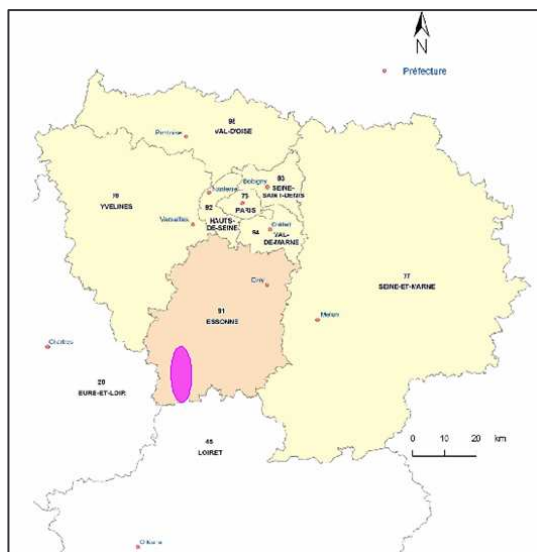 N
Préfecture
95
VAL-D'OISE
Pontoise
78
YVELINES
Nanterre
Bobigny
93
SEINE-
SAINT-DENIS
75
PARIS
92
HAUTS-
DE-SEINE
Versailles
Créteil
94
VAL-
DE-MARNE
77
SEINE-ET-MARNE
Evry
91
ESSONNE
Melun
Chartres
28
EURE-ET-LOIR
0 10 20 km
45
LOIRET
Orléans